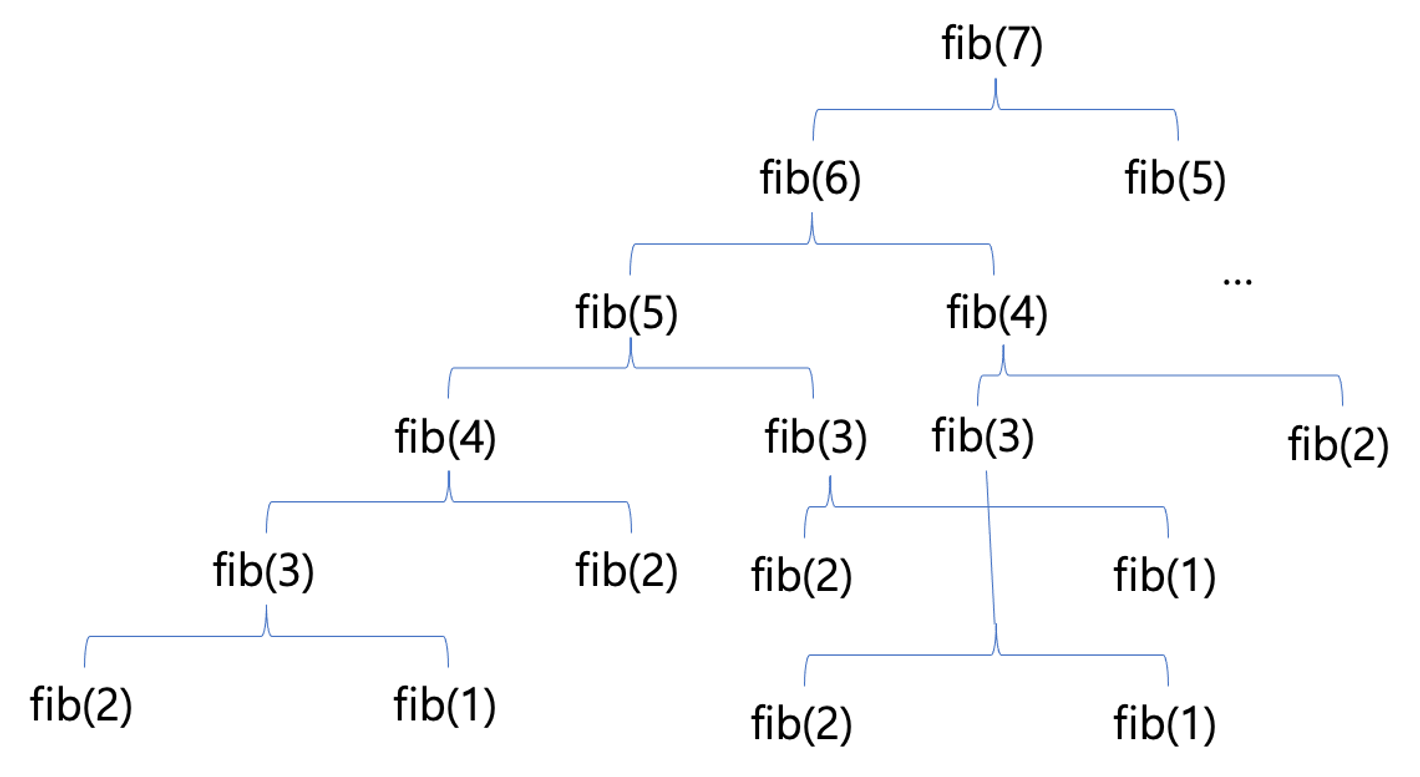 fib(7)
fib(6) fib(5)
...
fib(5) fib(4)
fib(4) fib(3) fib(3) fib(2)
fib(3) fib(2) fib(2) fib(1)
fib(2) fib(1) fib(2) fib(1)